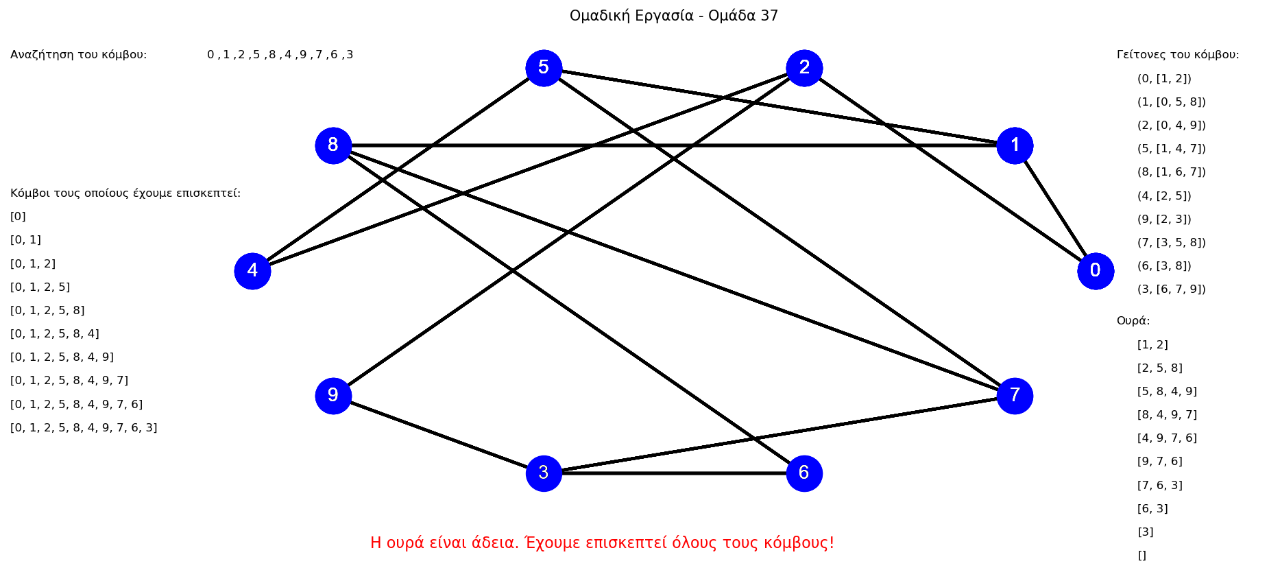 Ομαδική Εργασία - Ομάδα 37
Αναζήτηση του κόμβου: 0 ,1 ,2 ,5 ,8 ,4 ,9 ,7 ,6 ,3
Κόμβοι τους οποίους έχουμε επισκεπτεί:
[0]
[0, 1]
[0, 1, 2]
[0, 1, 2, 5]
[0, 1, 2, 5, 8]
[0, 1, 2, 5, 8, 4]
[0, 1, 2, 5, 8, 4, 9]
[0, 1, 2, 5, 8, 4, 9, 7]
[0, 1, 2, 5, 8, 4, 9, 7, 6]
[0, 1, 2, 5, 8, 4, 9, 7, 6, 3]
5
2
8
1
4
0
9
7
3
6
Γείτονες του κόμβου:
(0, [1, 2])
(1, [0, 5, 8])
(2, [0, 4, 9])
(5, [1, 4, 7])
(8, [1, 6, 7])
(4, [2, 5])
(9, [2, 3])
(7, [3, 5, 8])
(6, [3, 8])
(3, [6, 7, 9])
Ουρά:
[1, 2]
[2, 5, 8]
[5, 8, 4, 9]
[8, 4, 9, 7]
[4, 9, 7, 6]
[9, 7, 6]
[7, 6, 3]
[6, 3]
[3]
[]
Η ουρά είναι άδεια. Έχουμε επισκεπτεί όλους τους κόμβους!